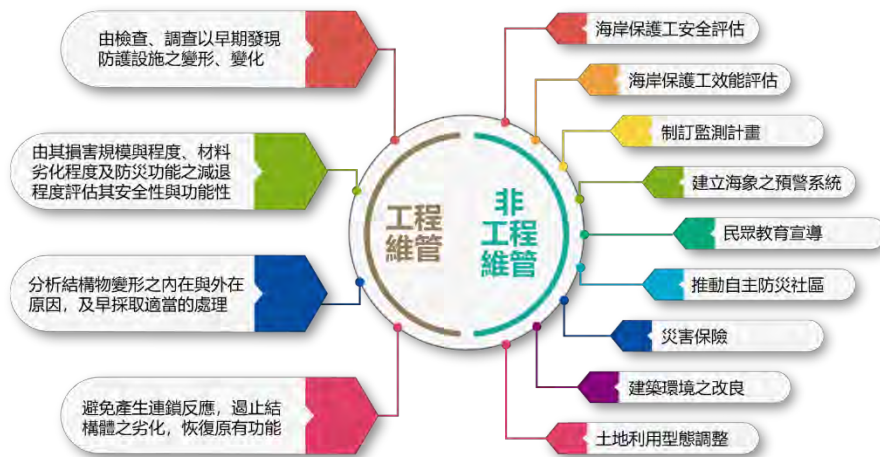 由檢查、調查以早期發現
防護設施之變形、變化
由其損害規模與程度、材料
劣化程度及防災功能之減退
程度評估其安全性與功能性
分析結構物變形之內在與外在
原因，及早採取適當的處理
避免產生連鎖反應，遏止結
構體之劣化，恢復原有功能
工程
維管
非
工程
維管
海岸保護工安全評估
海岸保護工效能評估
制訂監測計畫
建立海象之預警系統
民眾教育宣導
推動自主防災社區
災害保險
建築環境之改良
土地利用型態調整